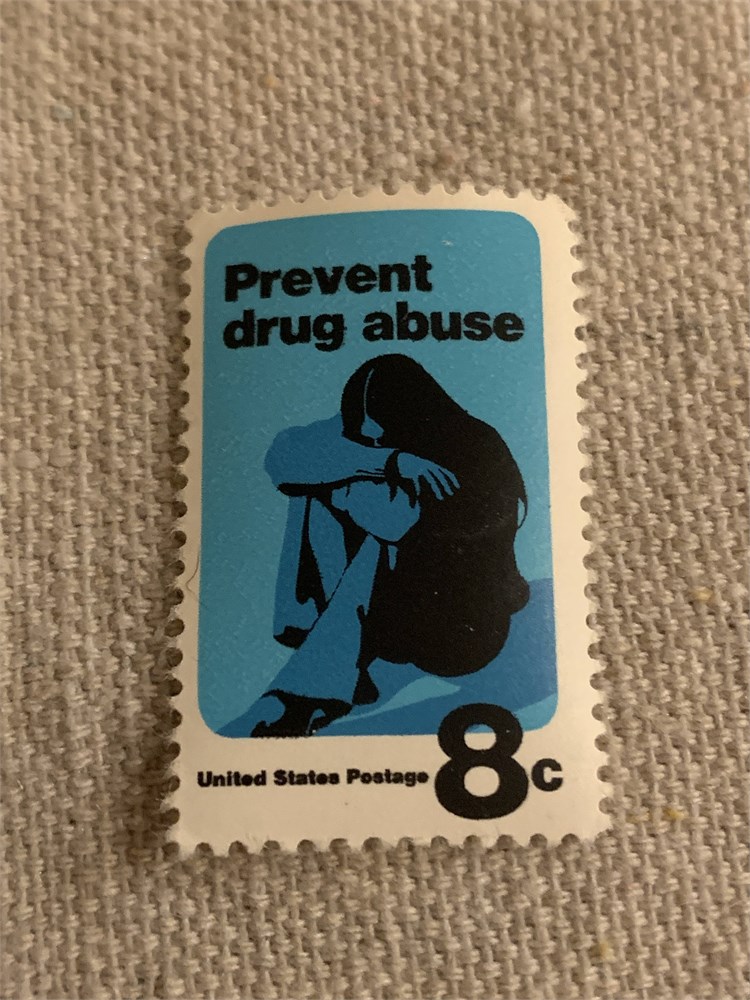 Prevent
drug abuse
United States Postage 8c